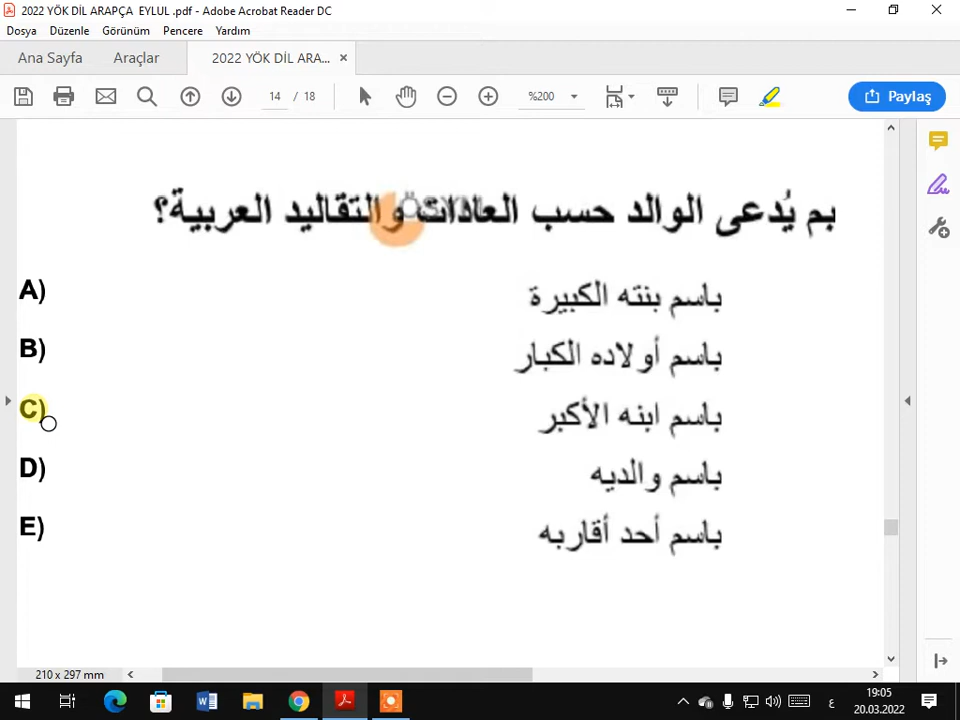 2022 YÖK DİL ARAPÇA EYLUL .pdf - Adobe Acrobat Reader DC
Dosya Düzenle Görünüm Pencere Yardım
Ana Sayfa Araçlar 2022 YÖK DİL ARA... ×
14 / 18 %200 Paylaş
بم يُدعى الوالد حسب العادات والتقاليد العربية؟
A) باسم بنته الكبيرة
B) باسم أولاده الكبار
C) باسم ابنه الأكبر
D) باسم والديه
E) باسم أحد أقاربه
210 x 297 mm
ع 19:05
20.03.2022